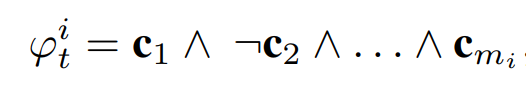 φ_t^i = c_1 ∧ ¬c_2 ∧ … ∧ c_{m_i}.